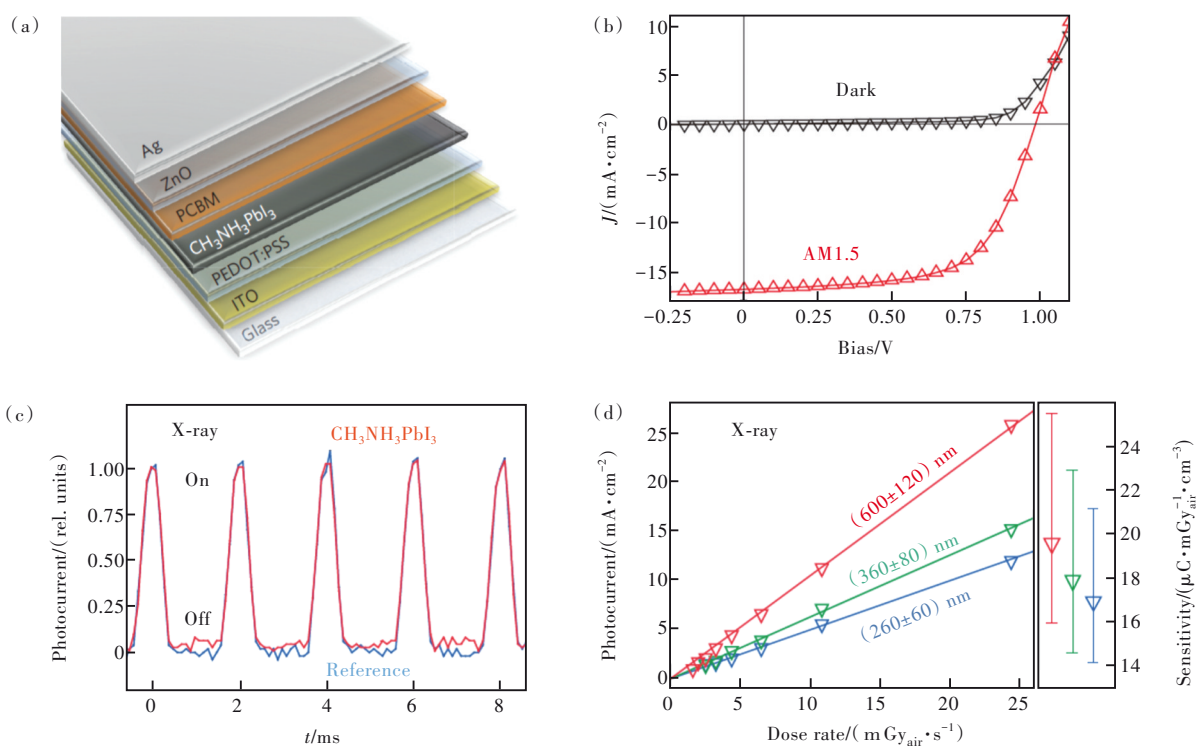 (a)
Ag
ZnO
PCBM
CH₃NH₃PbI₃
PEDOT:PSS
ITO
Glass
(b)
J/(mA·cm⁻²)
10
5
0
−5
−10
−15
Dark
AM1.5
−0.25
0
0.25
0.50
0.75
1.00
Bias/V
(c)
Photocurrent/(rel. units)
1.00
0.75
0.50
0.25
0
X-ray
CH₃NH₃PbI₃
On
Off
Reference
0
2
4
6
8
t/ms
(d)
Photocurrent/(mA·cm⁻²)
25
20
15
10
5
0
X-ray
(600±120) nm
(360±80) nm
(260±60) nm
0
5
10
15
20
25
Dose rate/(mGyₐᵢᵣ·s⁻¹)
24
22
20
18
16
14
Sensitivity/(μC·mGy⁻¹ₐᵢᵣ·cm⁻³)